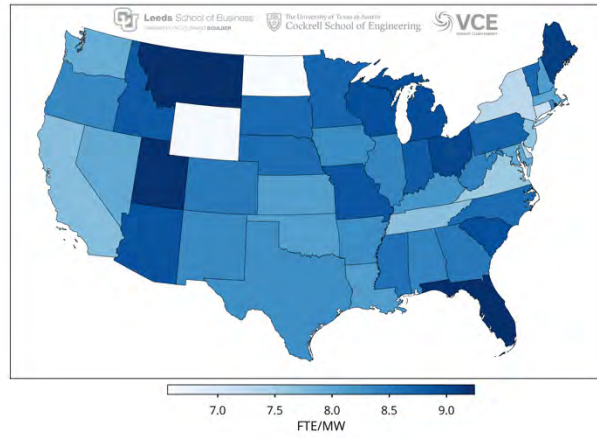 Leeds School of Business
The University of Texas at Austin
Cockrell School of Engineering
VCE
7.0 7.5 8.0 8.5 9.0
FTE/MW